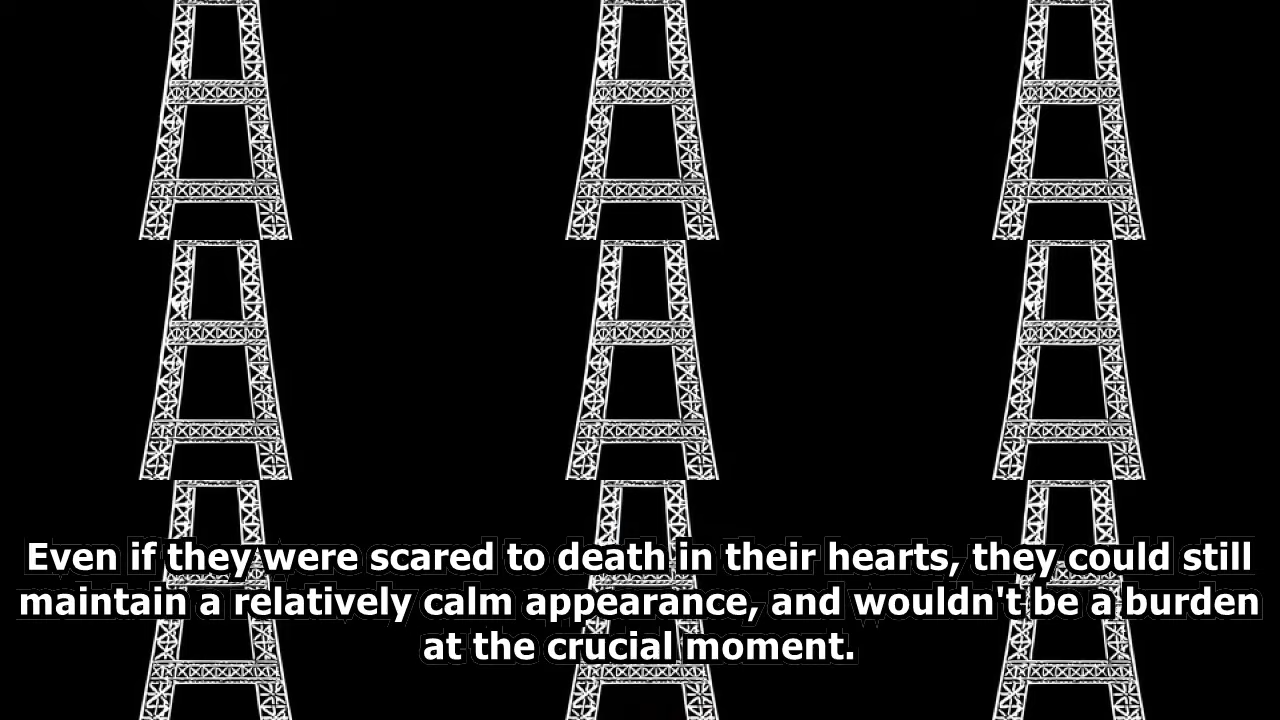 Even if they were scared to death in their hearts, they could still
maintain a relatively calm appearance, and wouldn't be a burden
at the crucial moment.